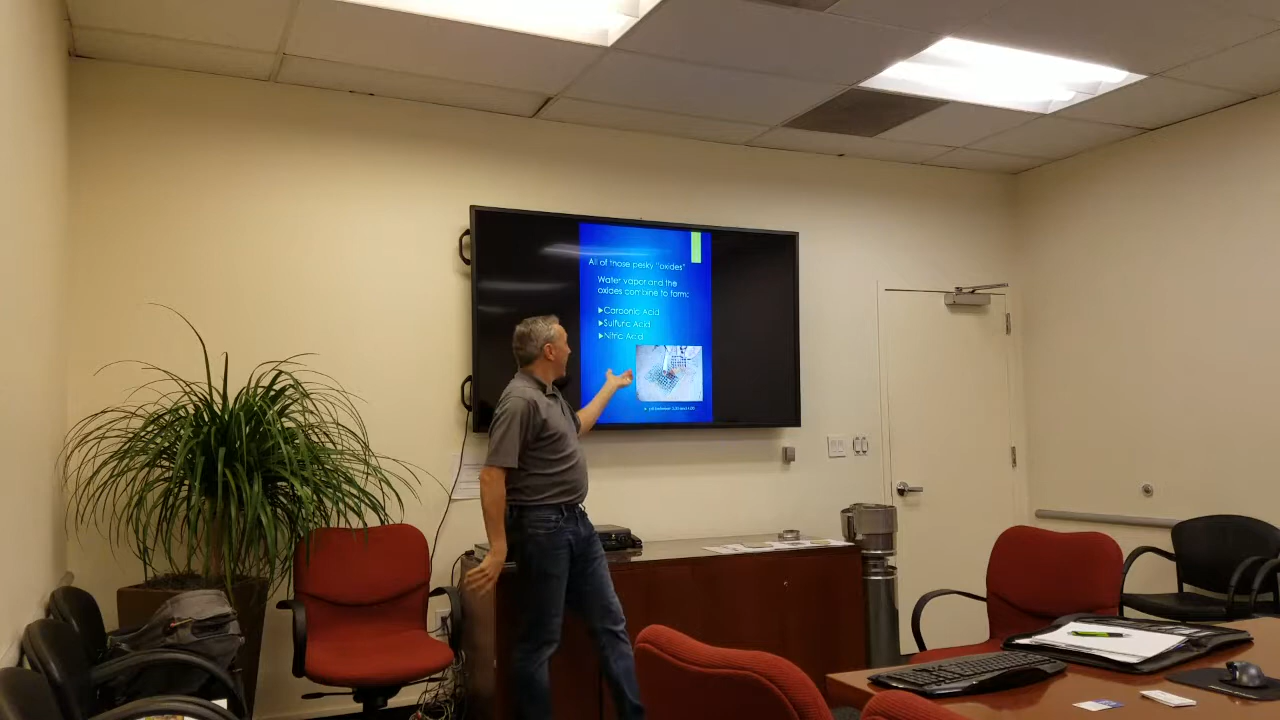 All of those pesky "oxides"
Water vapor and the
oxides combine to form:
Carbonic Acid
Sulfuric Acid
Nitric Acid